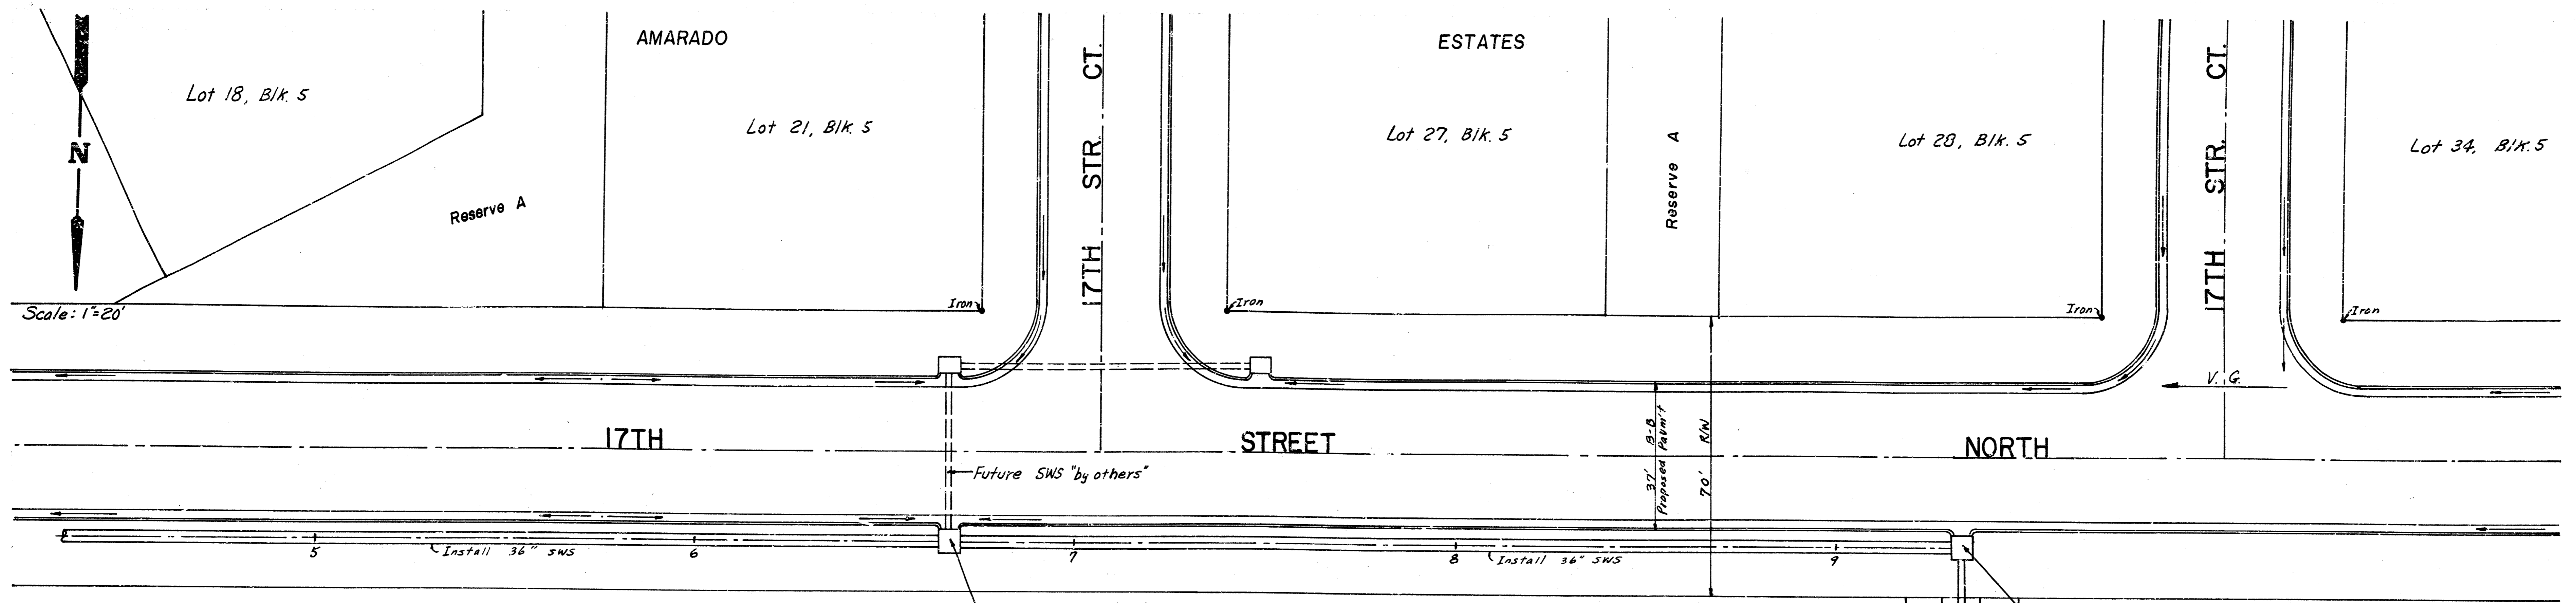 AMARADO
ESTATES
Lot 18, Blk. 5
Lot 21, Blk. 5
Lot 27, Blk. 5
Lot 28, Blk. 5
Lot 34, Blk. 5
N
Reserve A
Reserve A
17TH STR. CT.
17TH STR. CT.
Iron
Iron
Iron
Iron
Scale: 1"=20'
V. G.
17TH STREET NORTH
37' B-B
Proposed Pavm't
70' R/W
Future SWS "by others"
5
Install 36" SWS
6
7
8
Install 36" SWS
9